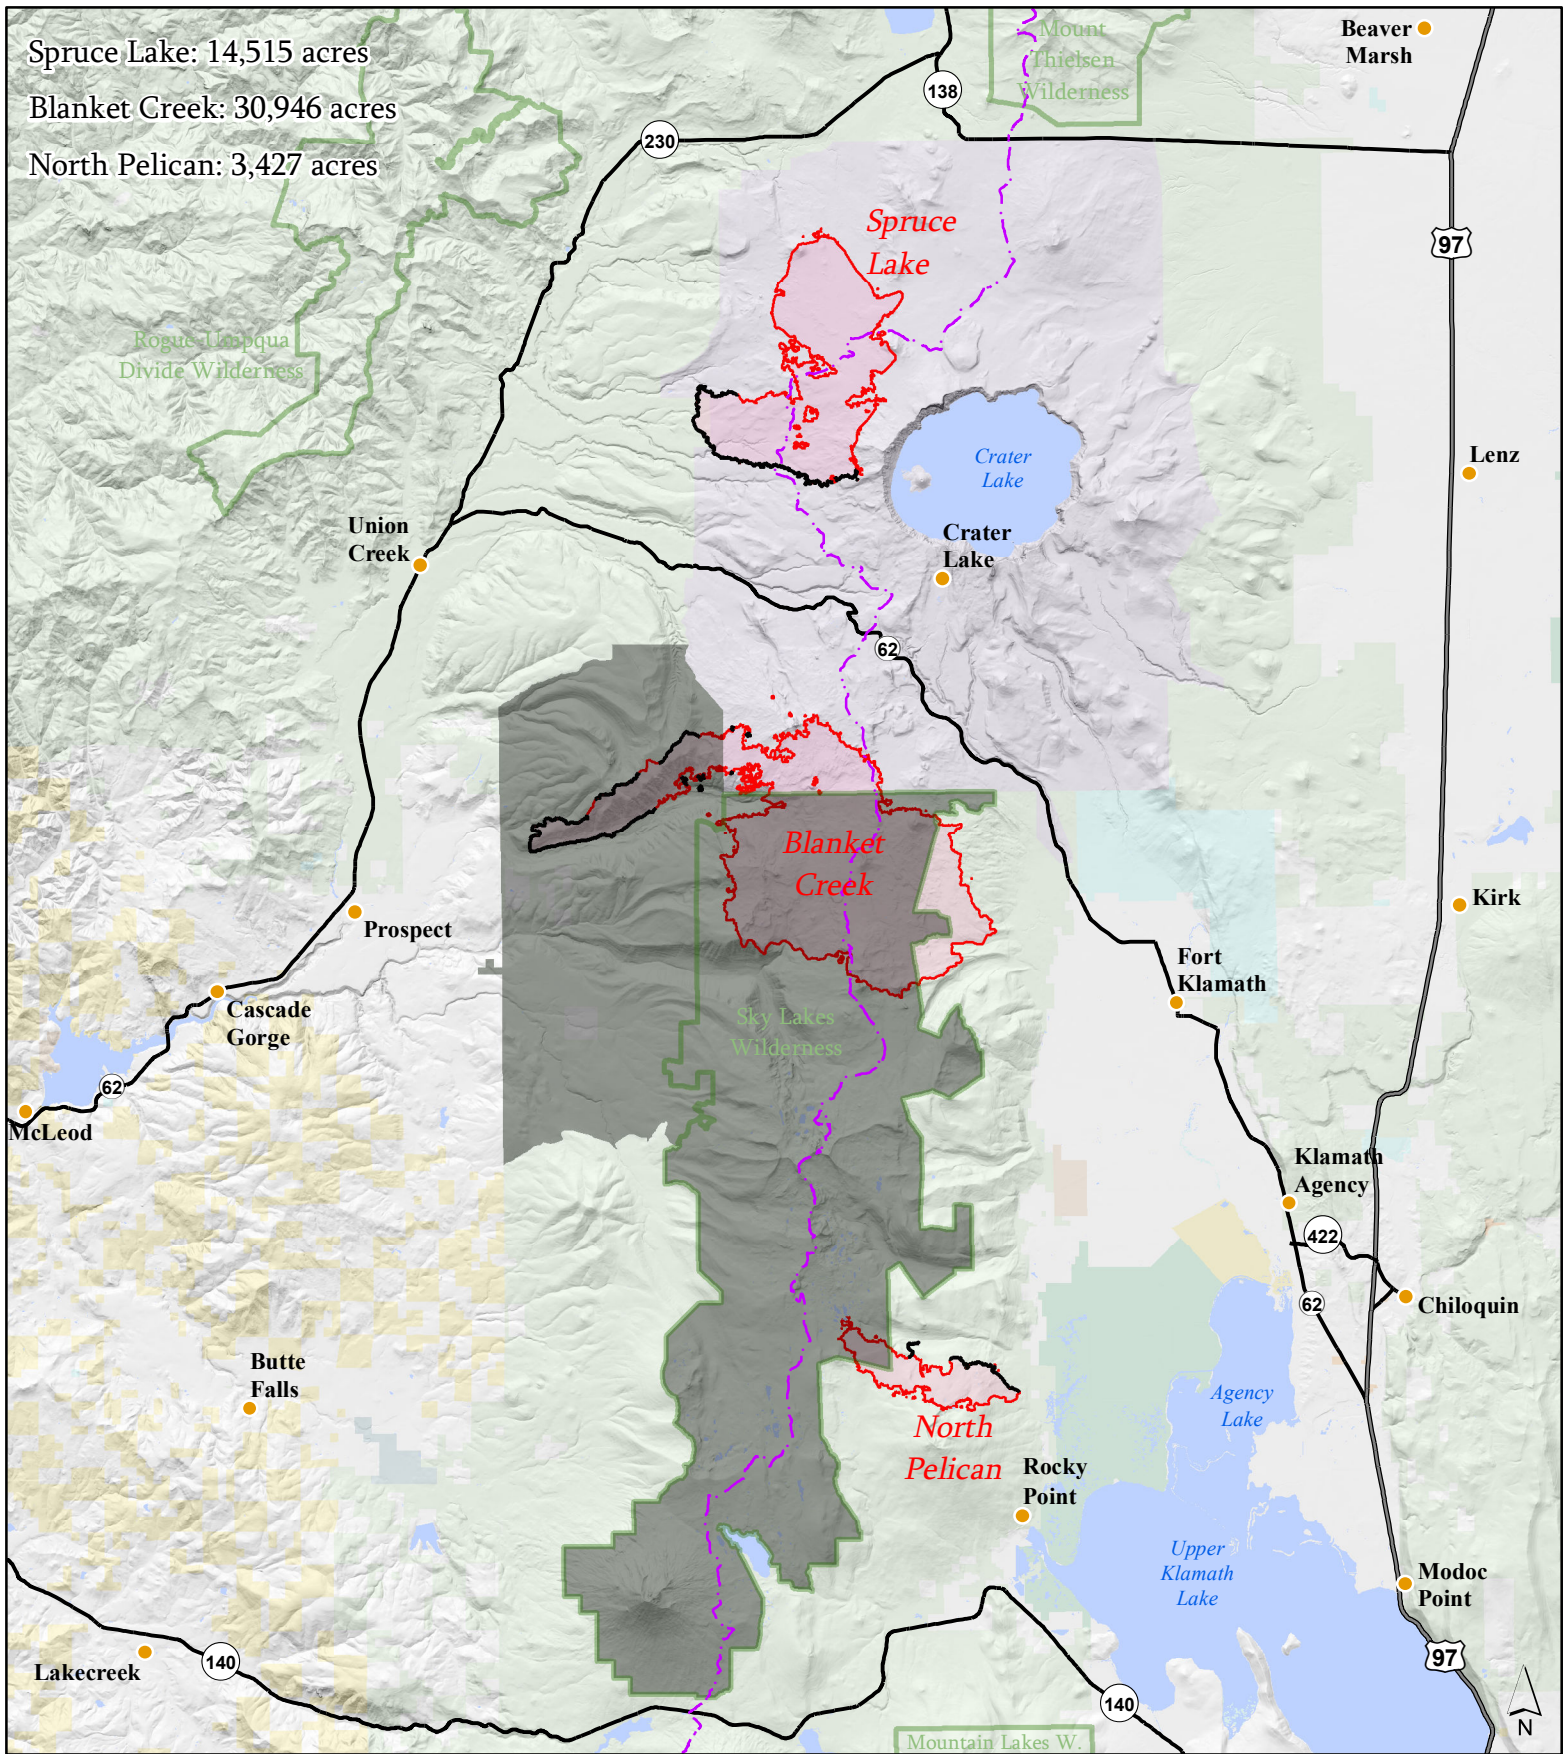 Spruce Lake: 14,515 acres
Blanket Creek: 30,946 acres
North Pelican: 3,427 acres
Mount
Thielsen
Wilderness
Beaver
Marsh
138
230
97
Spruce
Lake
Rogue-Umpqua
Divide Wilderness
Crater
Lake
Lenz
Union
Creek
Crater
Lake
62
Blanket
Creek
Kirk
Prospect
Fort
Klamath
Cascade
Gorge
Sky Lakes
Wilderness
62
McLeod
Klamath
Agency
422
62
Chiloquin
Butte
Falls
Agency
Lake
North
Pelican
Rocky
Point
Upper
Klamath
Lake
Modoc
Point
97
Lakecreek
140
140
N
Mountain Lakes W.